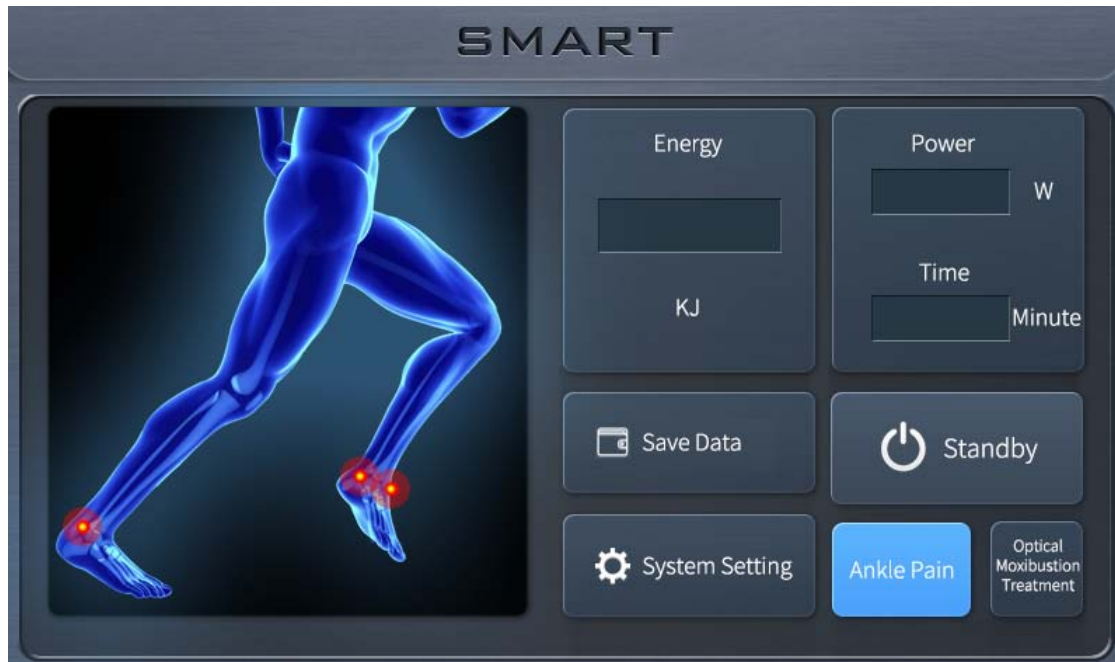 SMART
Energy
KJ
Power
W
Time
Minute
Save Data
Standby
System Setting
Ankle Pain
Optical
Moxibustion
Treatment